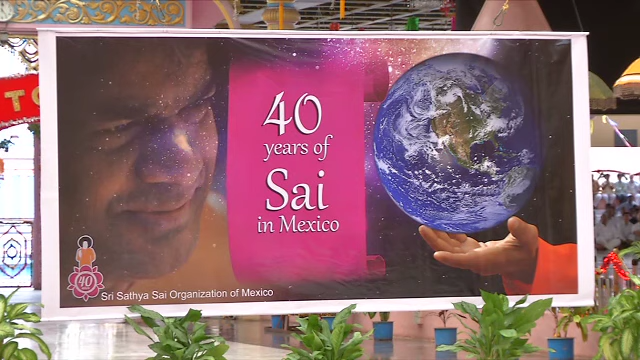 40
years of
Sai
in Mexico
40
Sri Sathya Sai Organization of Mexico